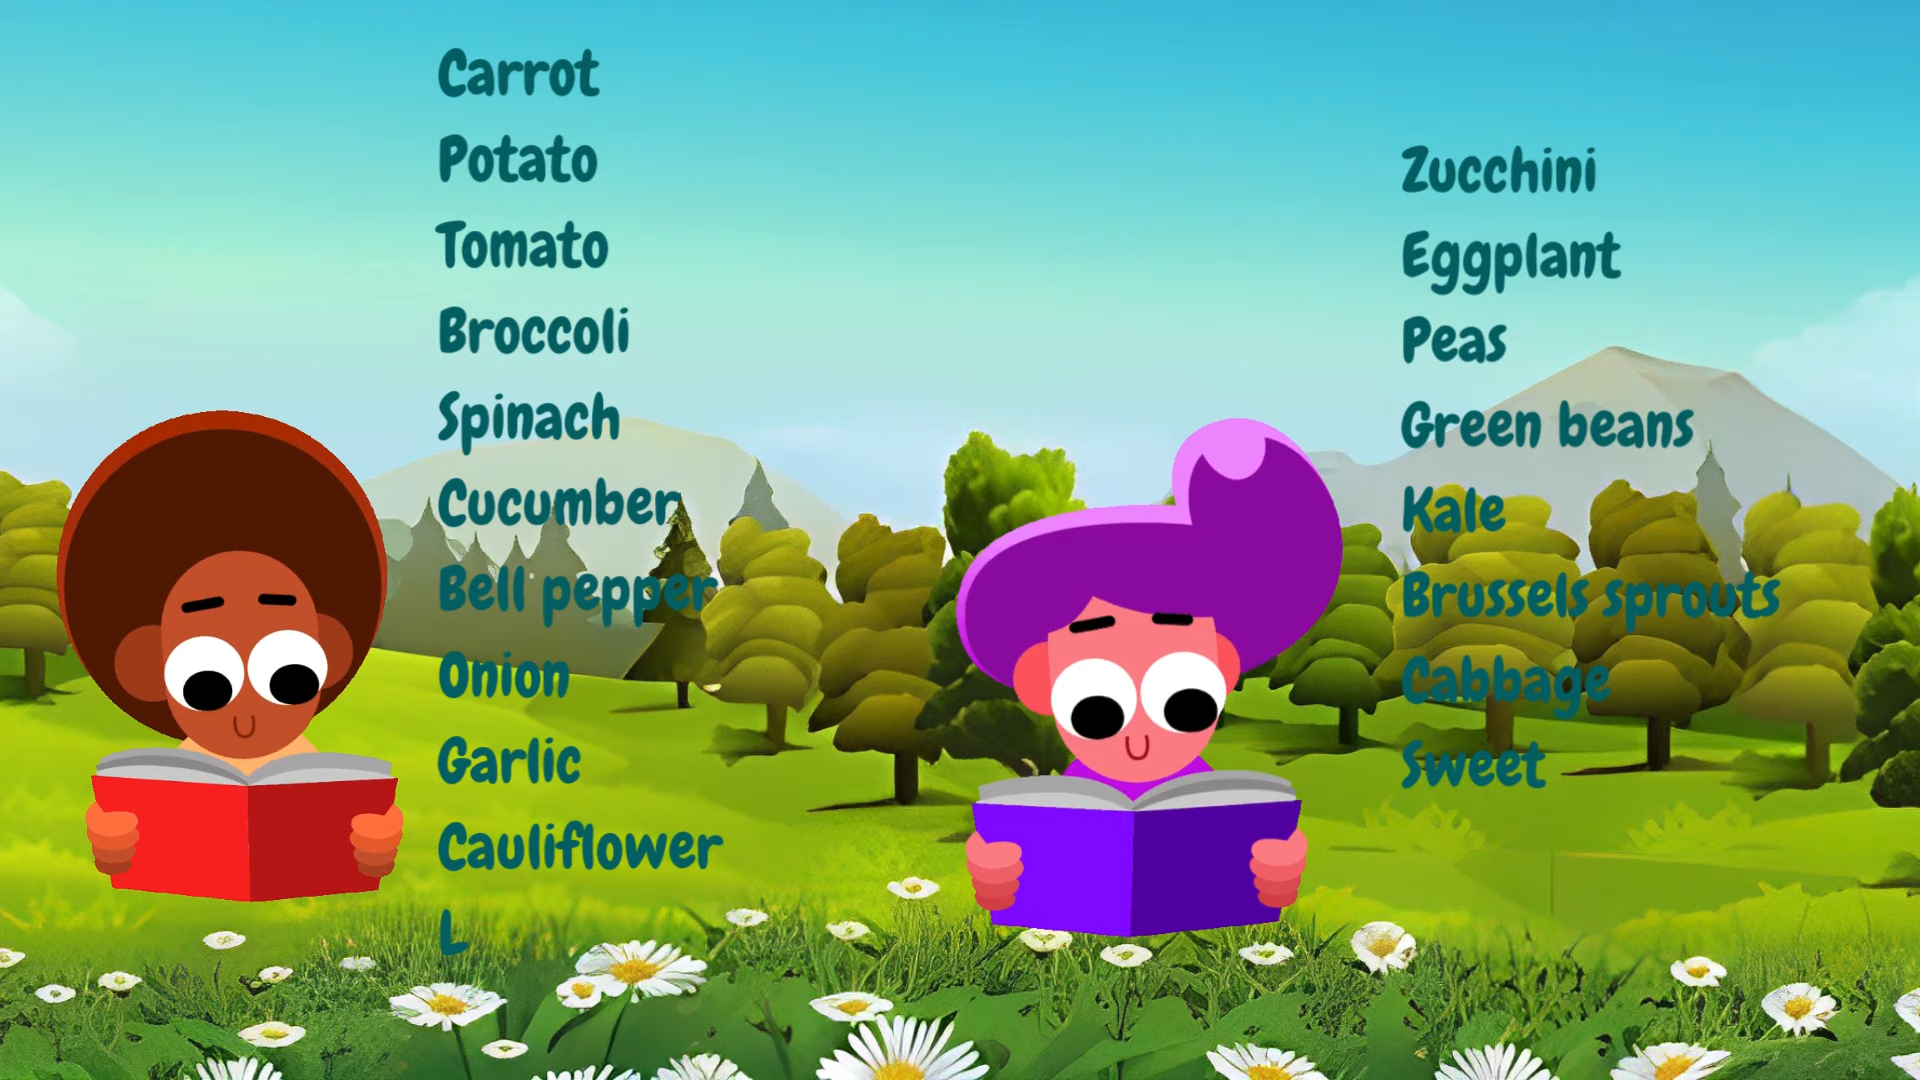 Carrot
Potato
Tomato
Broccoli
Spinach
Cucumber
Bell pepper
Onion
Garlic
Cauliflower
L
Zucchini
Eggplant
Peas
Green beans
Kale
Brussels sprouts
Cabbage
Sweet